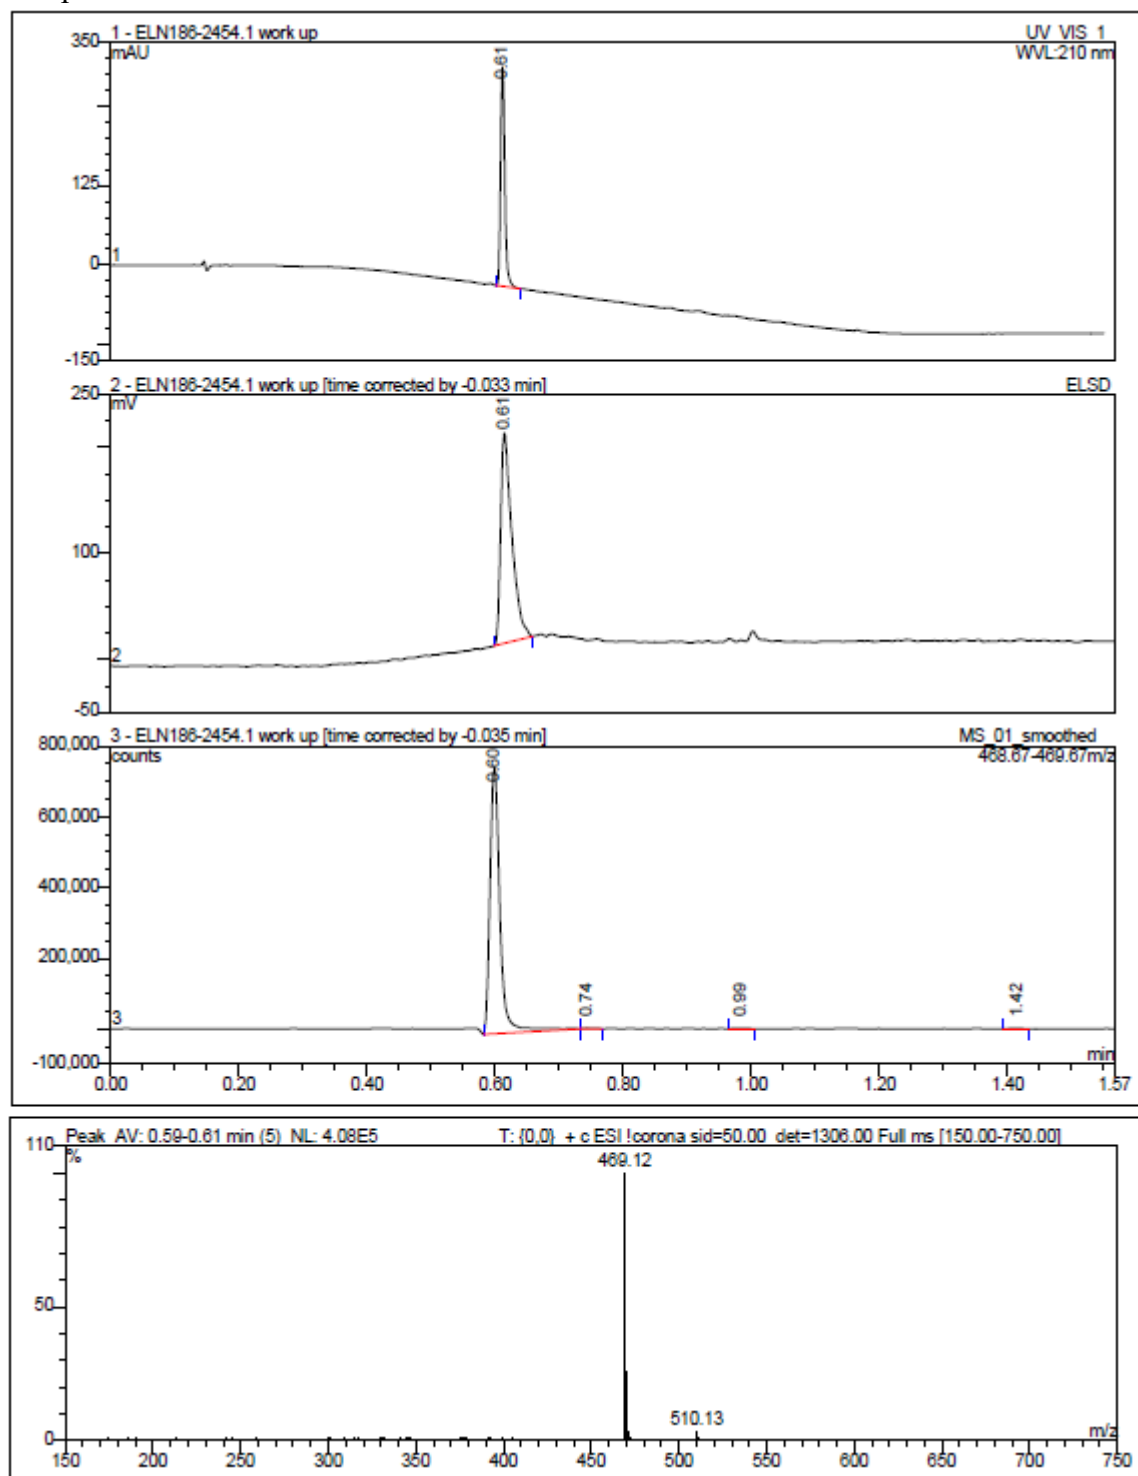 1 - ELN186-2454.1 work up UV_VIS_1
mAU WVL:210 nm
350
125
0
-150
1
0.61
2 - ELN186-2454.1 work up [time corrected by -0.033 min] ELSD
mV
250
100
-50
2
0.61
3 - ELN186-2454.1 work up [time corrected by -0.035 min] MS_01_smoothed
counts 468.67-469.67m/z
800,000
600,000
400,000
200,000
-100,000
3
0.60
0.74
0.99
1.42
min
0.00 0.20 0.40 0.60 0.80 1.00 1.20 1.40 1.57
Peak AV: 0.59-0.61 min (5) NL: 4.08E5 T: {0,0} + c ESI !corona sid=50.00 det=1306.00 Full ms [150.00-750.00]
110
%
50
0
469.12
510.13
m/z
150 200 250 300 350 400 450 500 550 600 650 700 750